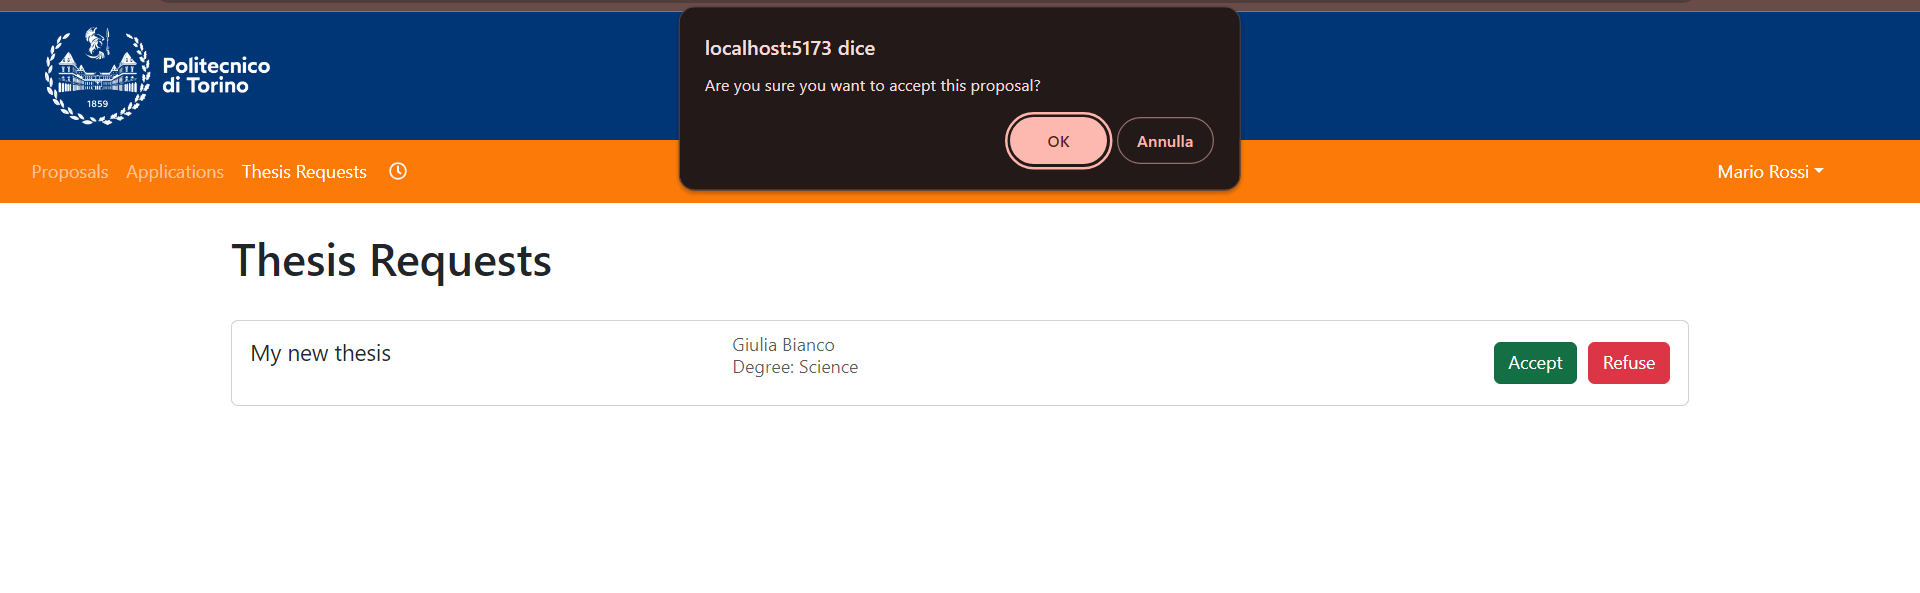 localhost:5173 dice
Are you sure you want to accept this proposal?
OK
Annulla
Politecnico
di Torino
1859
Proposals
Applications
Thesis Requests
Mario Rossi
Thesis Requests
My new thesis
Giulia Bianco
Degree: Science
Accept
Refuse